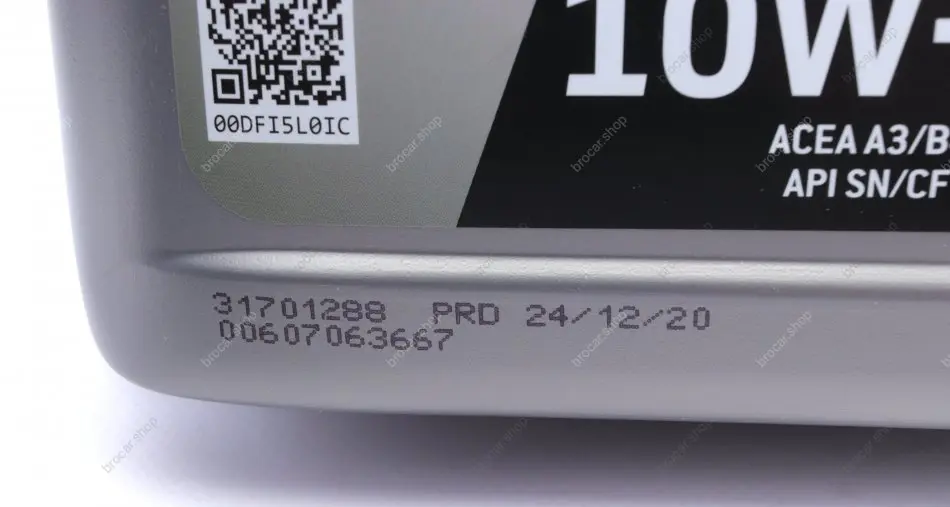 10W-
00DFI5L0IC
ACEA A3/B
API SN/CF
31701288 PRD 24/12/20
00607063667
brocar.shop